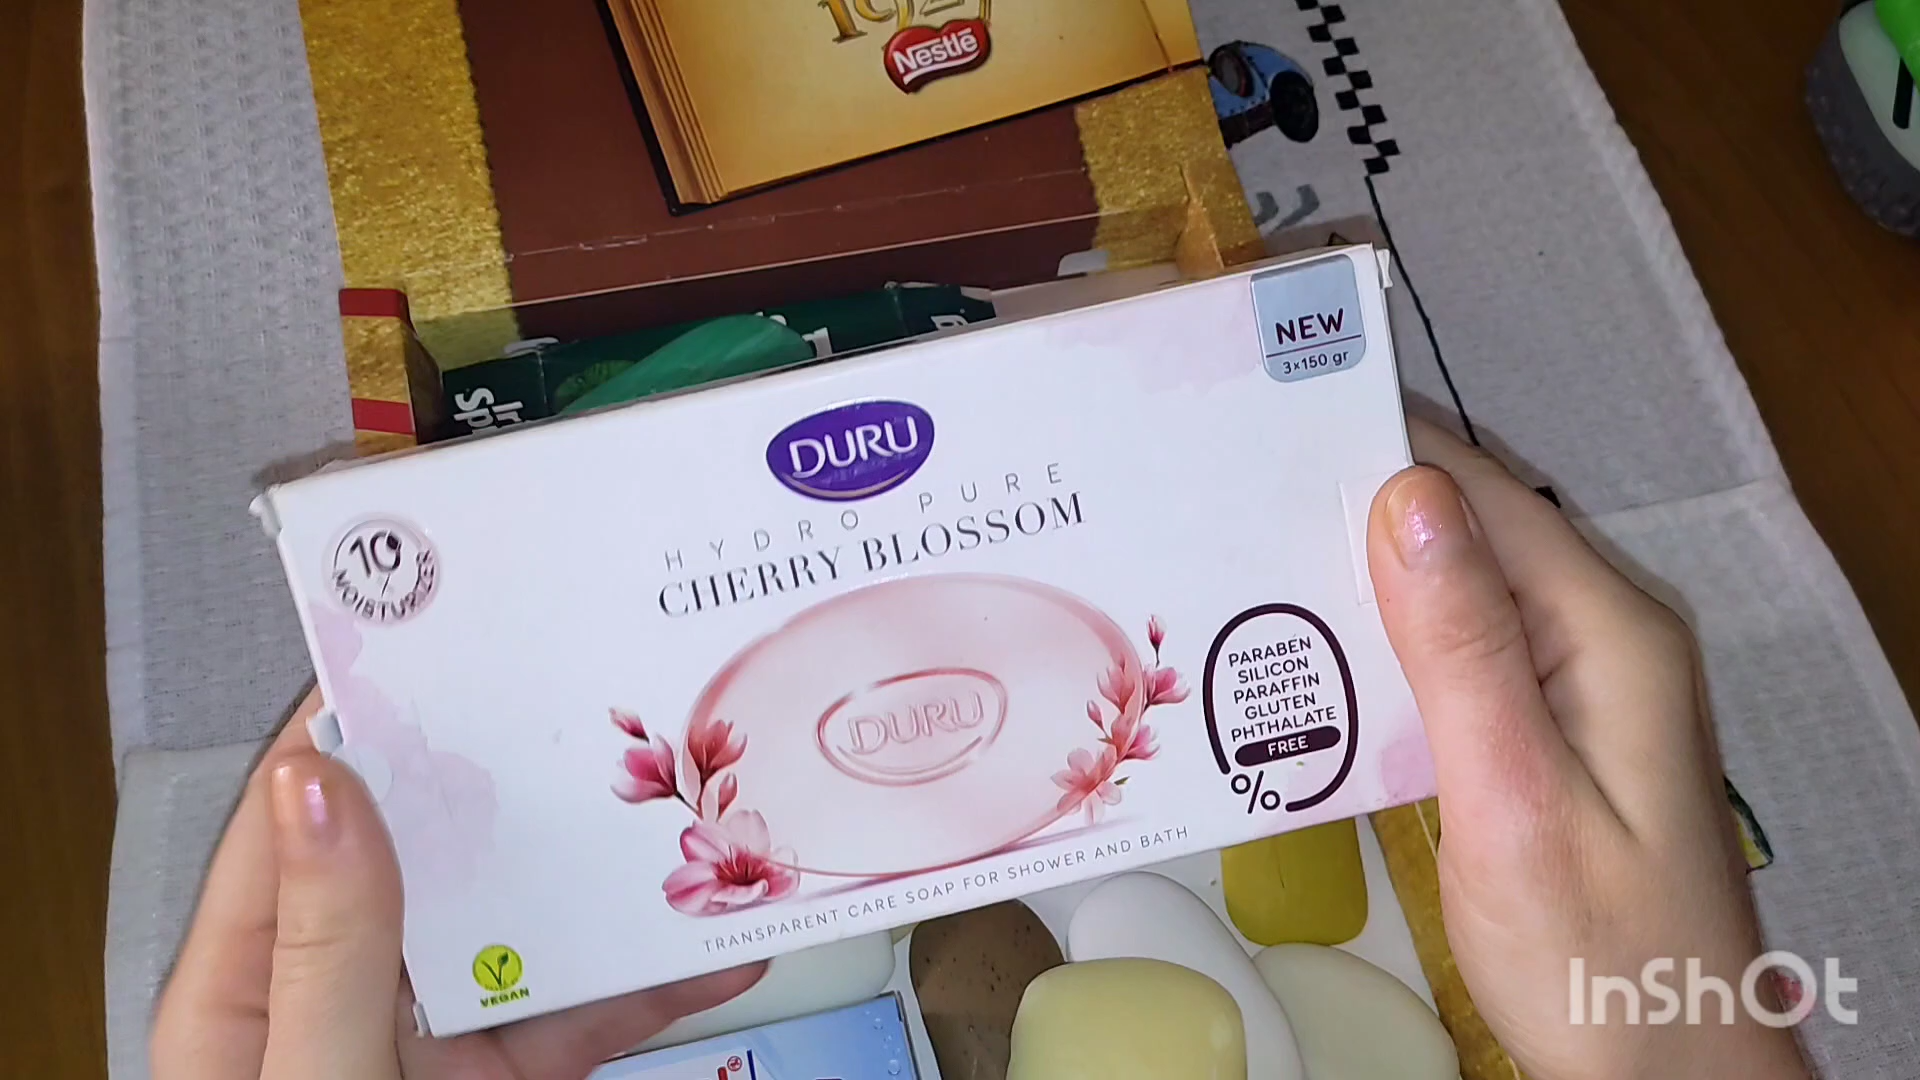 Nestlé
NEW
3x150 gr
DURU
HYDRO PURE
CHERRY BLOSSOM
10
MOISTURIZER
DURU
PARABEN
SILICON
PARAFFIN
GLUTEN
PHTHALATE
FREE
%
TRANSPARENT CARE SOAP FOR SHOWER AND BATH
VEGAN
InShOt